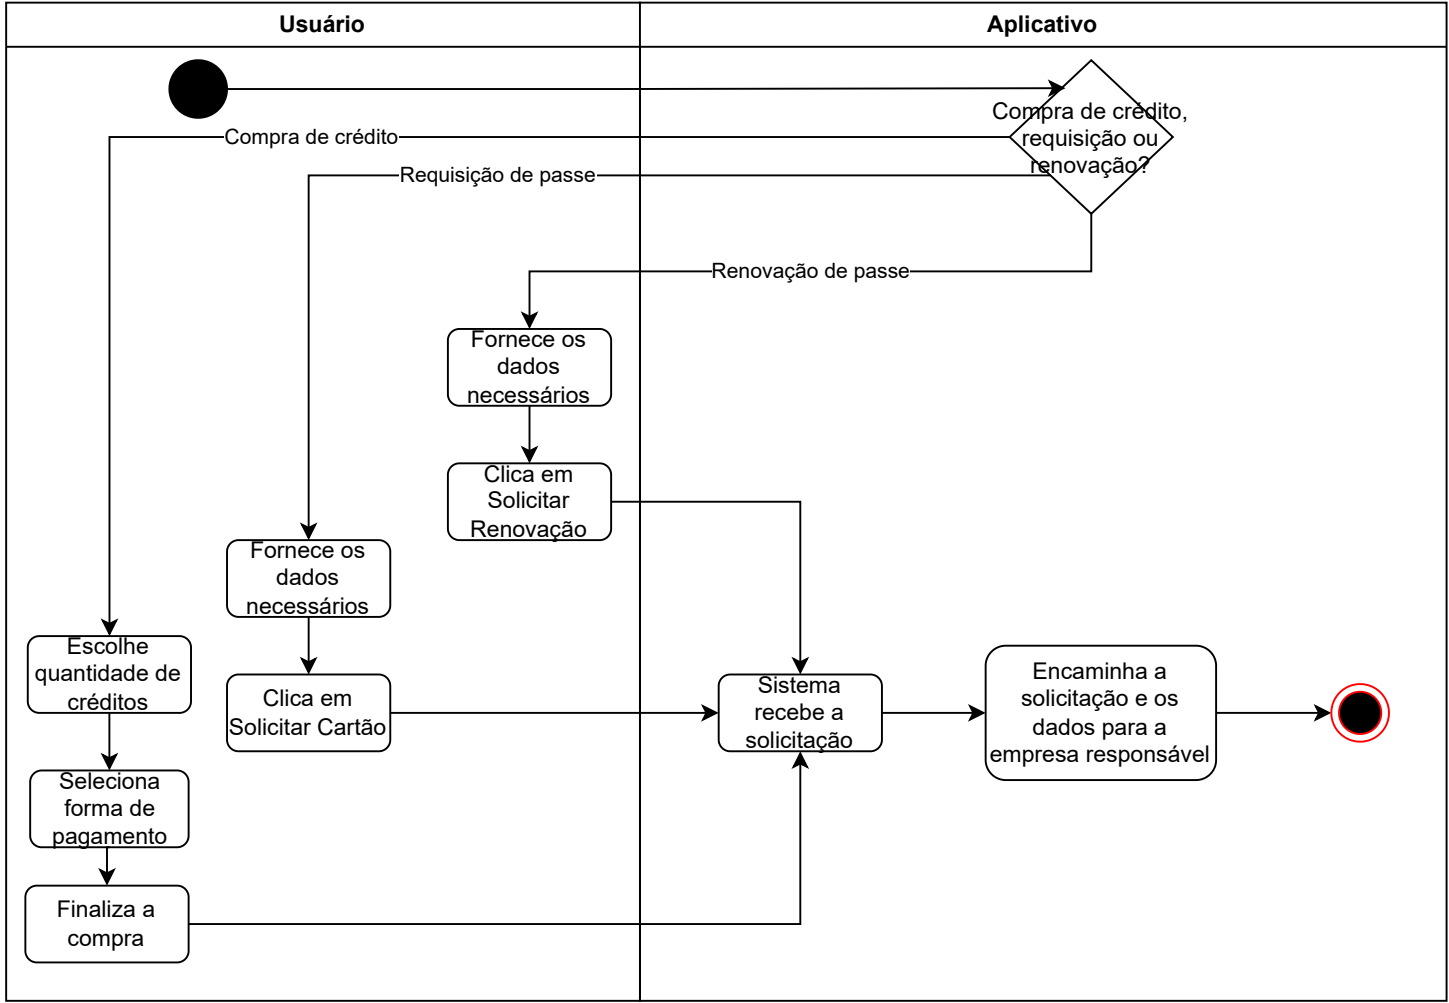 Usuário
Aplicativo
Compra de crédito,
requisição ou
renovação?
Compra de crédito
Requisição de passe
Renovação de passe
Fornece os
dados
necessários
Clica em
Solicitar
Renovação
Fornece os
dados
necessários
Clica em
Solicitar Cartão
Escolhe
quantidade de
créditos
Seleciona
forma de
pagamento
Finaliza a
compra
Sistema
recebe a
solicitação
Encaminha a
solicitação e os
dados para a
empresa responsável